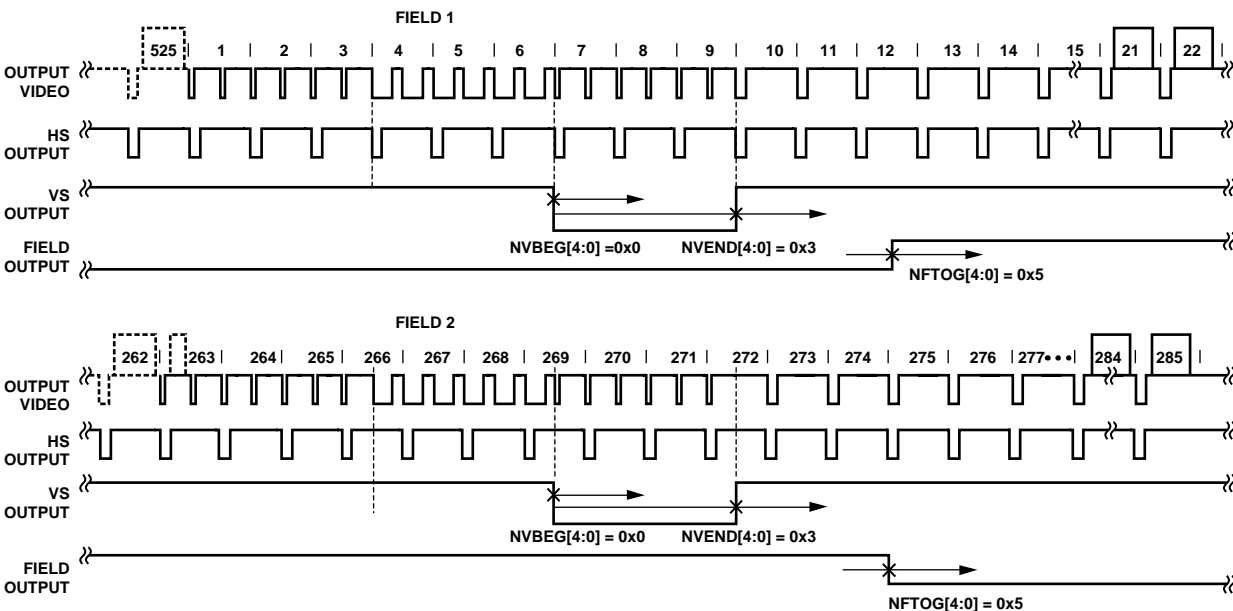 FIELD 1
525 1 2 3 4 5 6 7 8 9 10 11 12 13 14 15 21 22
OUTPUT
VIDEO
HS
OUTPUT
VS
OUTPUT
NVBEG[4:0] =0x0 NVEND[4:0] = 0x3
FIELD
OUTPUT
NFTOG[4:0] = 0x5
FIELD 2
262 263 264 265 266 267 268 269 270 271 272 273 274 275 276 277••• 284 285
OUTPUT
VIDEO
HS
OUTPUT
VS
OUTPUT
NVBEG[4:0] = 0x0 NVEND[4:0] = 0x3
FIELD
OUTPUT
NFTOG[4:0] = 0x5